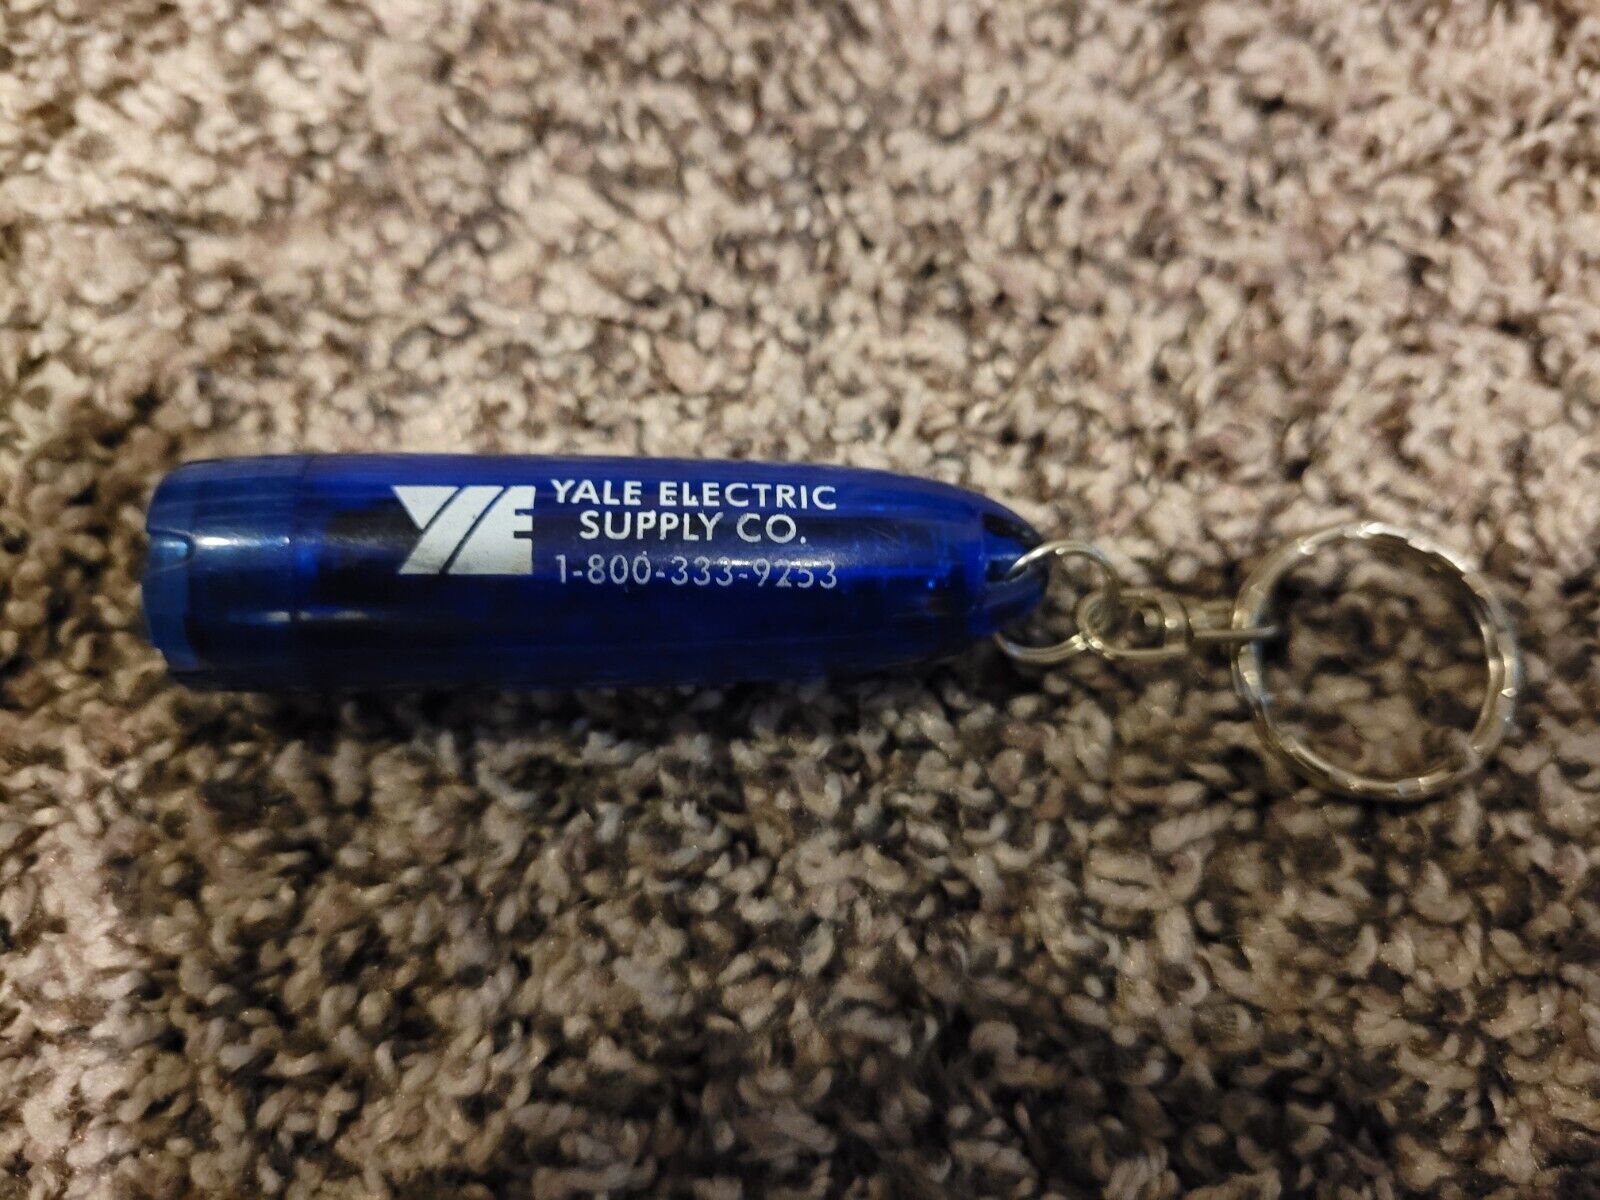 YE YALE ELECTRIC
SUPPLY CO.
1-800-333-9253